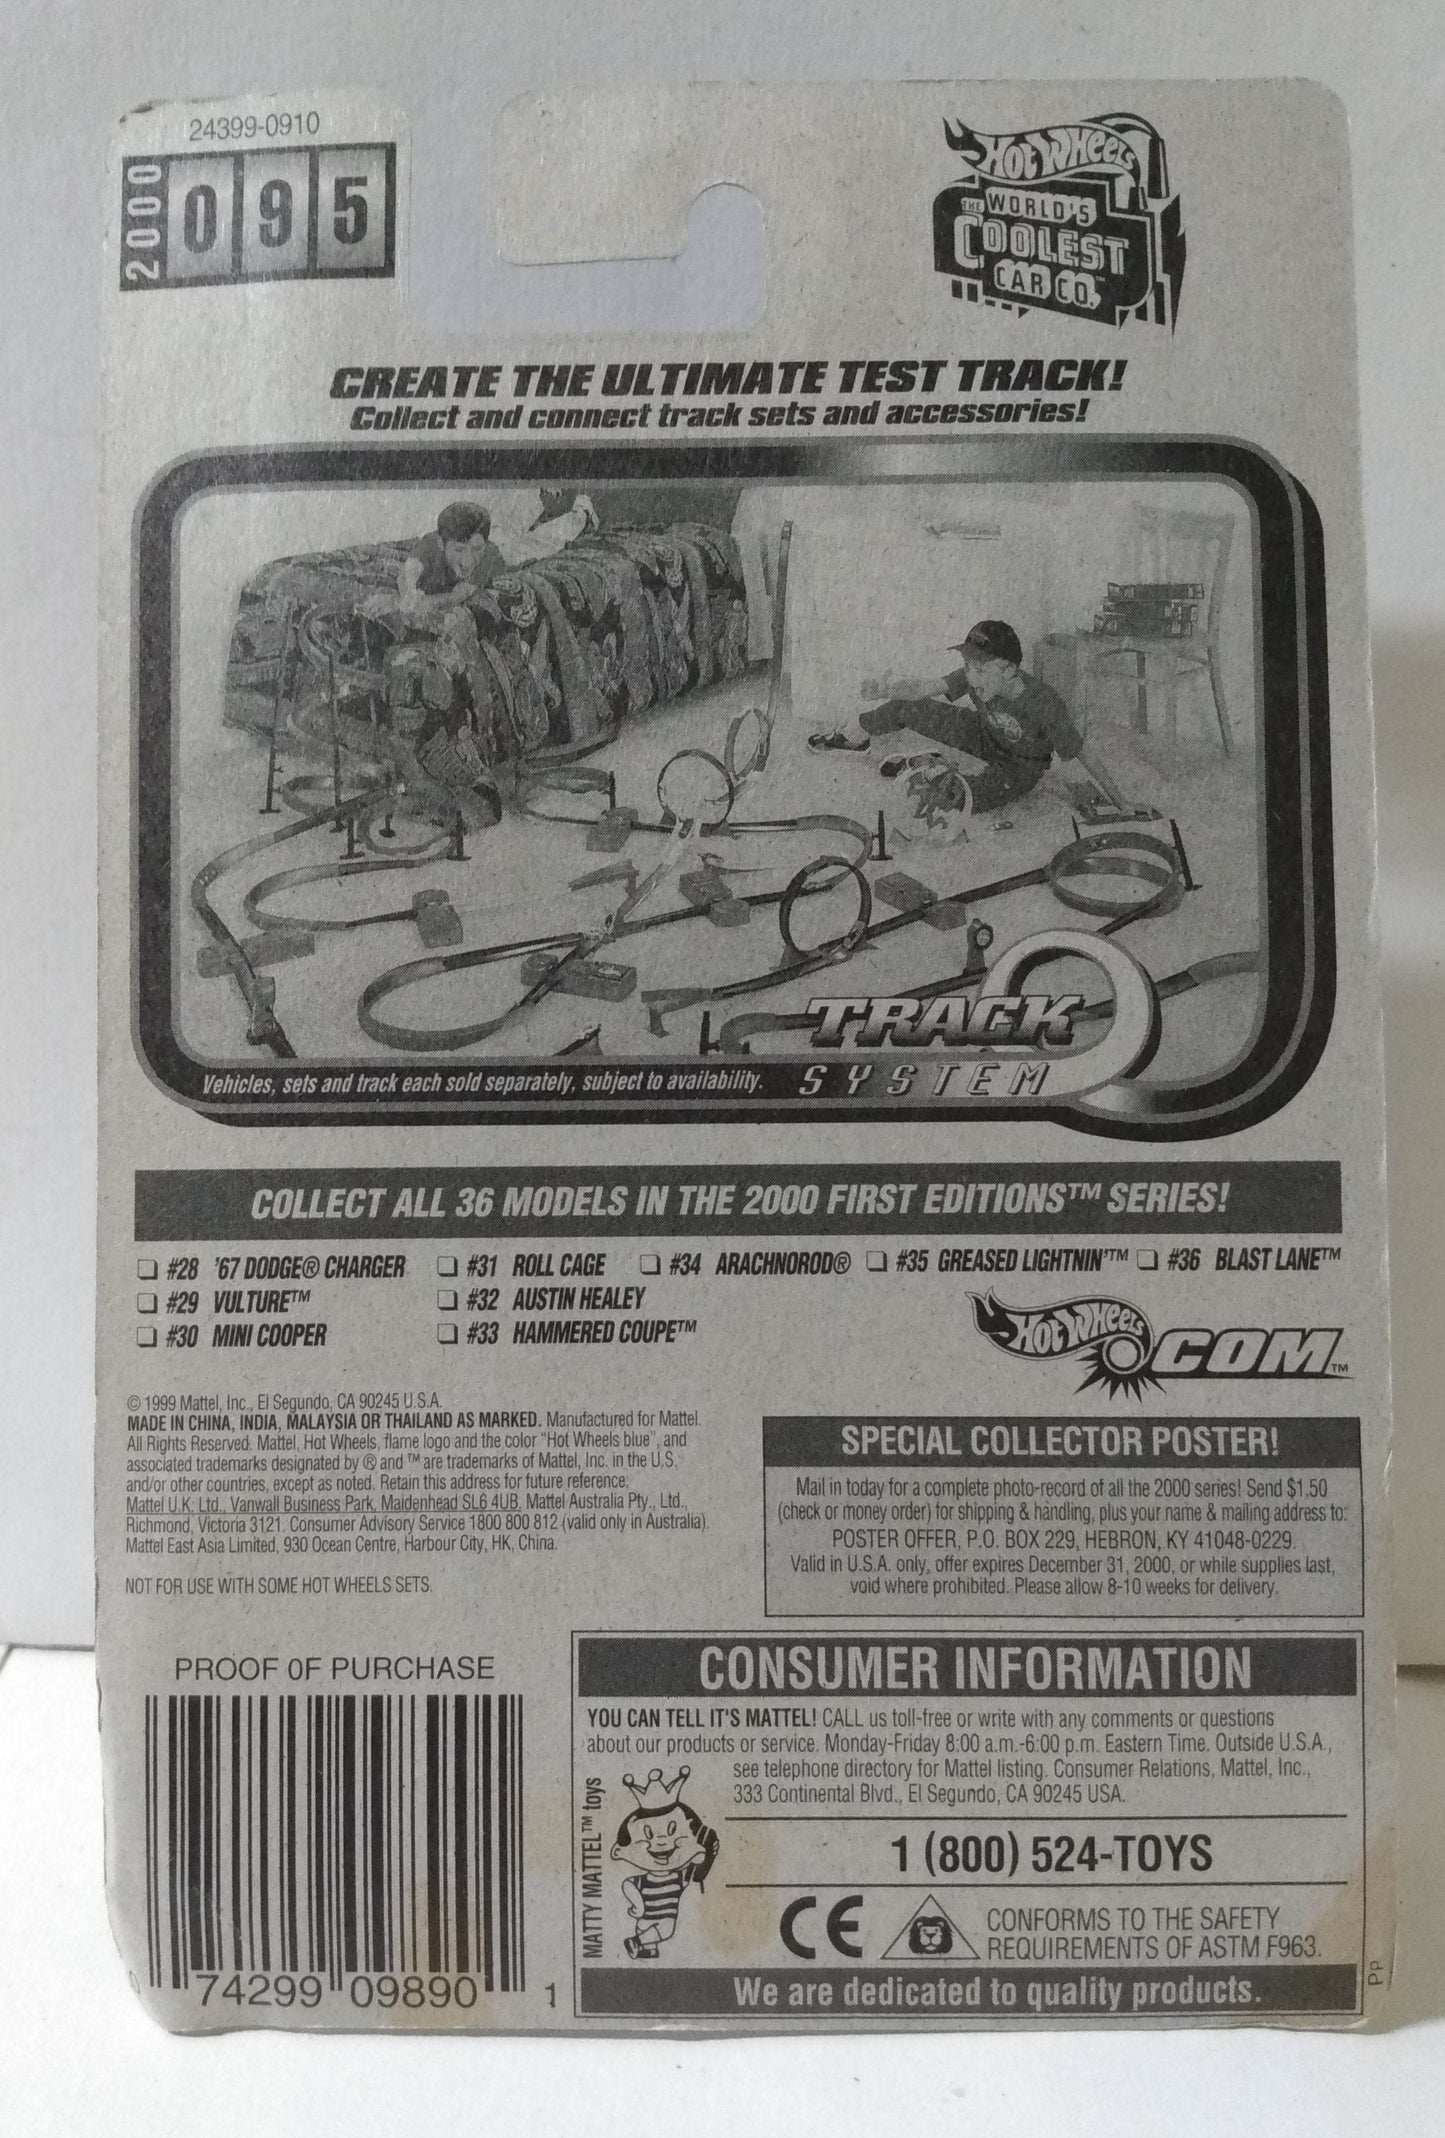 24399-0910
2000
095
HOT WHEELS
THE WORLD'S
COOLEST
CAR CO.™
CREATE THE ULTIMATE TEST TRACK!
Collect and connect track sets and accessories!
TRACK
Vehicles, sets and track each sold separately, subject to availability.
SYSTEM
COLLECT ALL 36 MODELS IN THE 2000 FIRST EDITIONS™ SERIES!
❏ #28 '67 DODGE® CHARGER ❏ #31 ROLL CAGE ❏ #34 ARACHNOROD® ❏ #35 GREASED LIGHTNIN'™ ❏ #36 BLAST LANE™
❏ #29 VULTURE™ ❏ #32 AUSTIN HEALEY
❏ #30 MINI COOPER ❏ #33 HAMMERED COUPE™
HOT WHEELS .COM™
© 1999 Mattel, Inc., El Segundo, CA 90245 U.S.A.
MADE IN CHINA, INDIA, MALAYSIA OR THAILAND AS MARKED. Manufactured for Mattel.
All Rights Reserved. Mattel, Hot Wheels, flame logo and the color "Hot Wheels blue", and
associated trademarks designated by ® and ™ are trademarks of Mattel, Inc. in the U.S.
and/or other countries, except as noted. Retain this address for future reference:
Mattel U.K. Ltd., Vanwall Business Park, Maidenhead SL6 4UB. Mattel Australia Pty., Ltd.,
Richmond, Victoria 3121. Consumer Advisory Service 1800 800 812 (valid only in Australia).
Mattel East Asia Limited, 930 Ocean Centre, Harbour City, HK, China.
NOT FOR USE WITH SOME HOT WHEELS SETS.
SPECIAL COLLECTOR POSTER!
Mail in today for a complete photo-record of all the 2000 series! Send $1.50
(check or money order) for shipping & handling, plus your name & mailing address to:
POSTER OFFER, P.O. BOX 229, HEBRON, KY 41048-0229.
Valid in U.S.A. only, offer expires December 31, 2000, or while supplies last,
void where prohibited. Please allow 8-10 weeks for delivery.
PROOF OF PURCHASE
0 74299 09890 1
CONSUMER INFORMATION
YOU CAN TELL IT'S MATTEL! CALL us toll-free or write with any comments or questions
about our products or service. Monday-Friday 8:00 a.m.-6:00 p.m. Eastern Time. Outside U.S.A.,
see telephone directory for Mattel listing. Consumer Relations, Mattel, Inc.,
333 Continental Blvd., El Segundo, CA 90245 USA.
MATTY MATTEL™ toys
1 (800) 524-TOYS
CE
CONFORMS TO THE SAFETY
REQUIREMENTS OF ASTM F963.
We are dedicated to quality products.
Pp